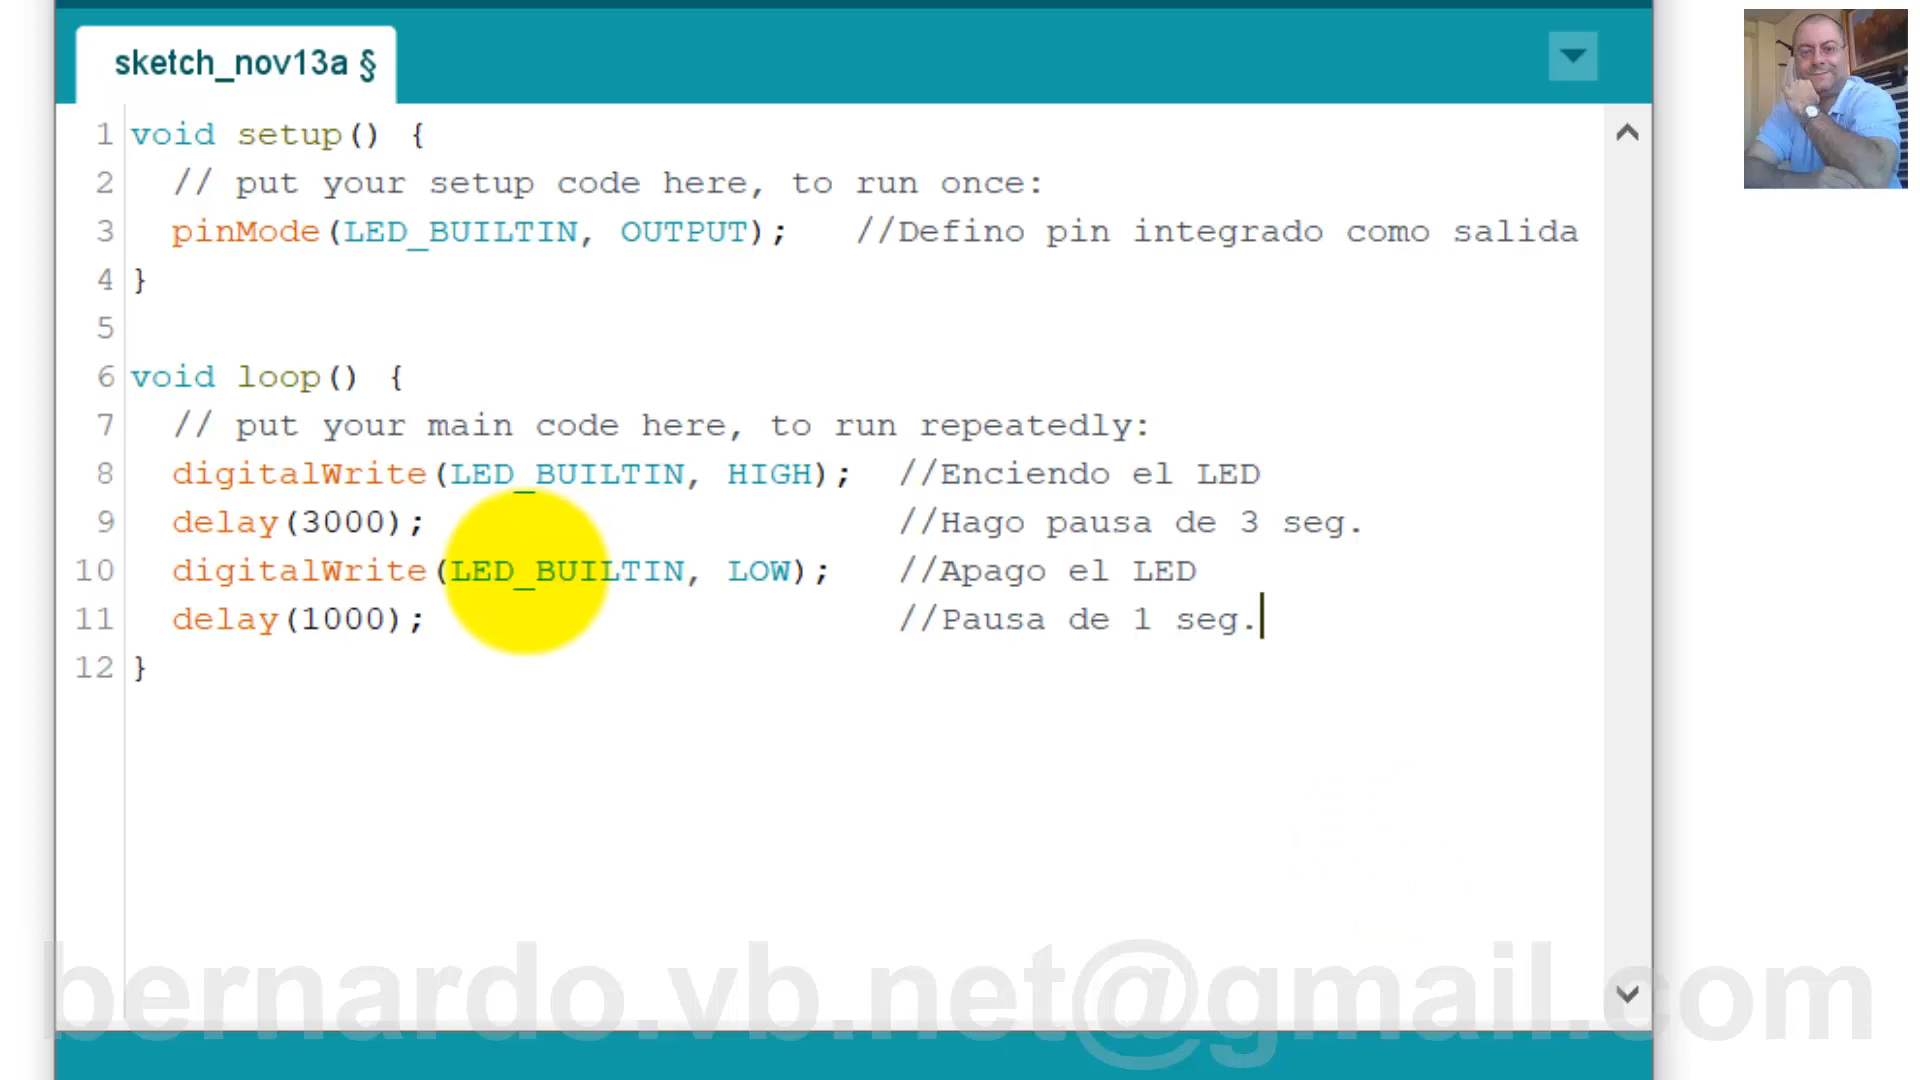 sketch_nov13a §
1 void setup() {
2 // put your setup code here, to run once:
3 pinMode(LED_BUILTIN, OUTPUT); //Defino pin integrado como salida
4 }
5
6 void loop() {
7 // put your main code here, to run repeatedly:
8 digitalWrite(LED_BUILTIN, HIGH); //Enciendo el LED
9 delay(3000); //Hago pausa de 3 seg.
10 digitalWrite(LED_BUILTIN, LOW); //Apago el LED
11 delay(1000); //Pausa de 1 seg.
12 }
bernardo.vb.net@gmail.com